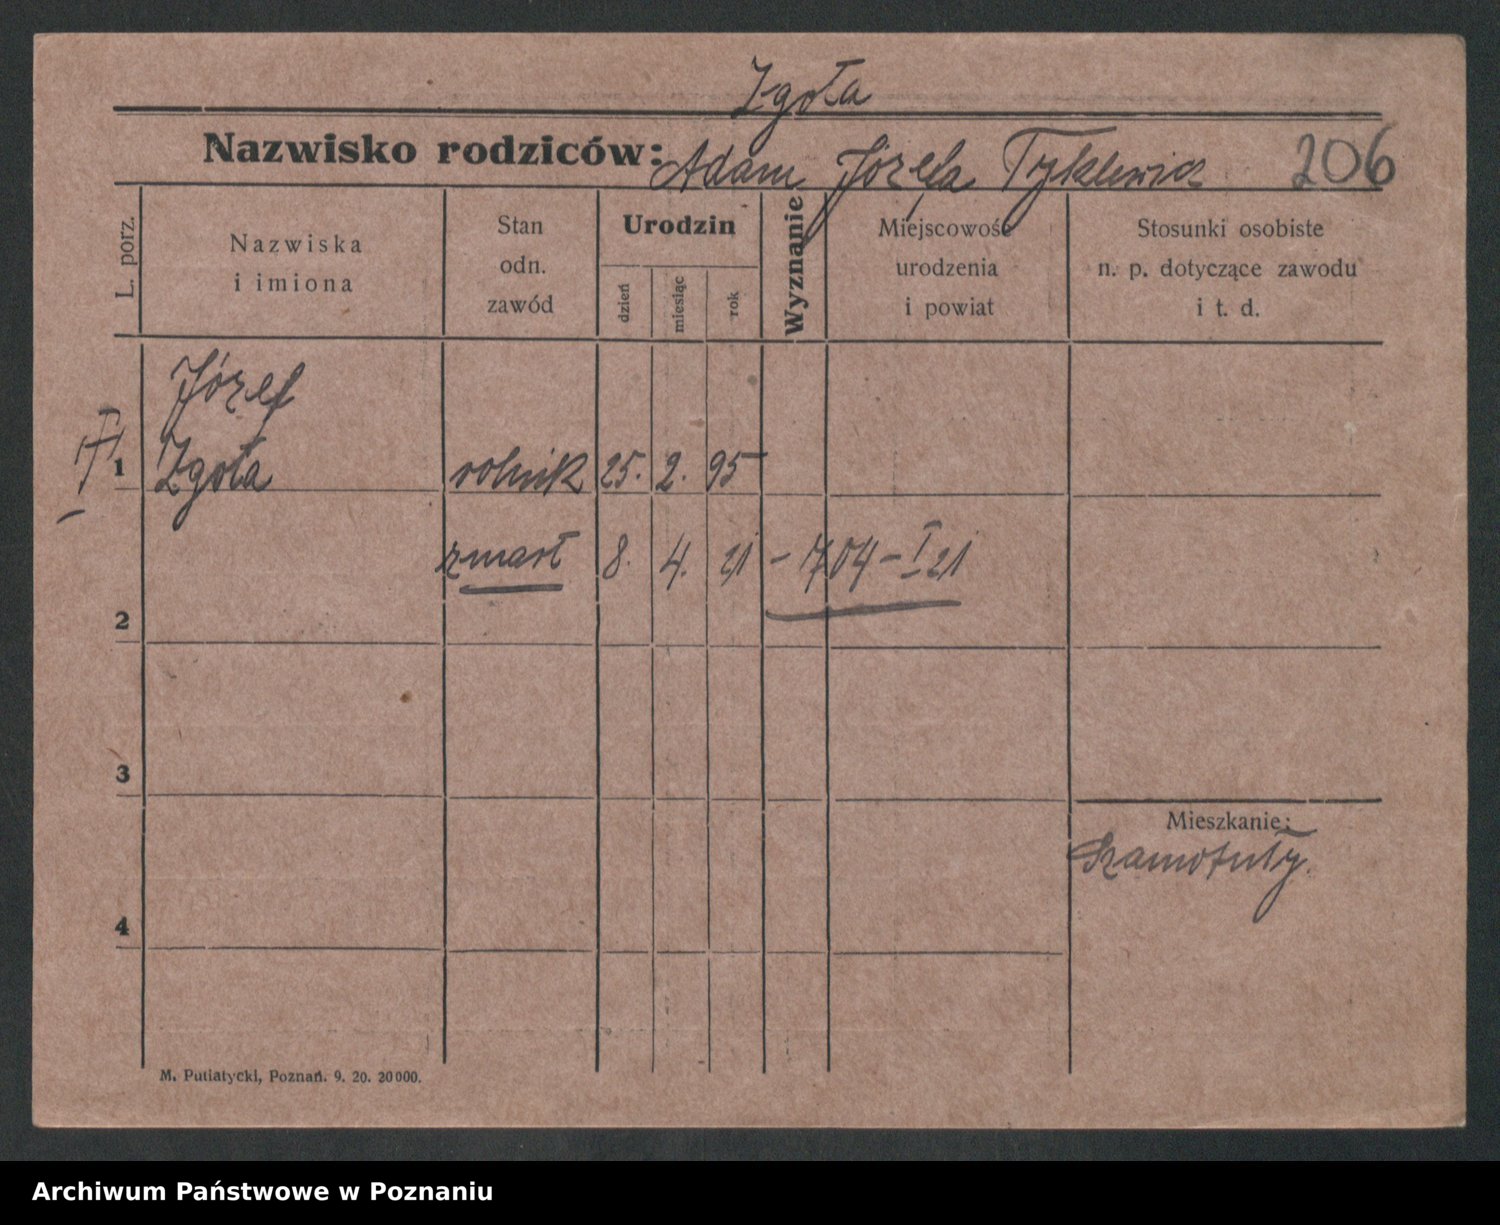 Zgoła
Nazwisko rodziców: Adam Józefa Tyklewicz 206
L. porz.
Nazwiska
i imiona
Stan
odn.
zawód
Urodzin
dzień
miesiąc
rok
Wyznanie
Miejscowość
urodzenia
i powiat
Stosunki osobiste
n. p. dotyczące zawodu
i t. d.
Józef
1 Zgoła rolnik 25. 2. 95
zmarł 8. 4. 21 - 704 - I 21
2
3
Mieszkanie:
Szamotuły.
4
M. Putiatycki, Poznań. 9. 20. 20000.
Archiwum Państwowe w Poznaniu